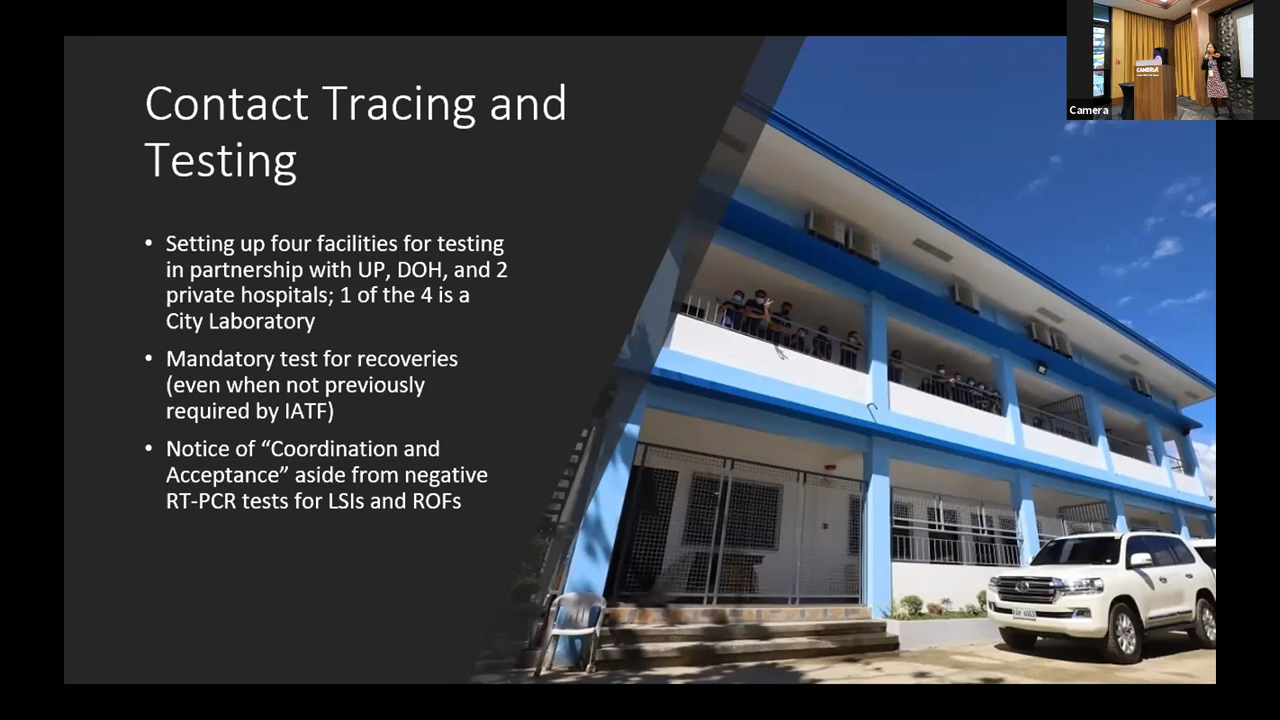 Contact Tracing and
Testing
• Setting up four facilities for testing
in partnership with UP, DOH, and 2
private hospitals; 1 of the 4 is a
City Laboratory
• Mandatory test for recoveries
(even when not previously
required by IATF)
• Notice of “Coordination and
Acceptance” aside from negative
RT-PCR tests for LSIs and ROFs
CAMBRIA
Camera